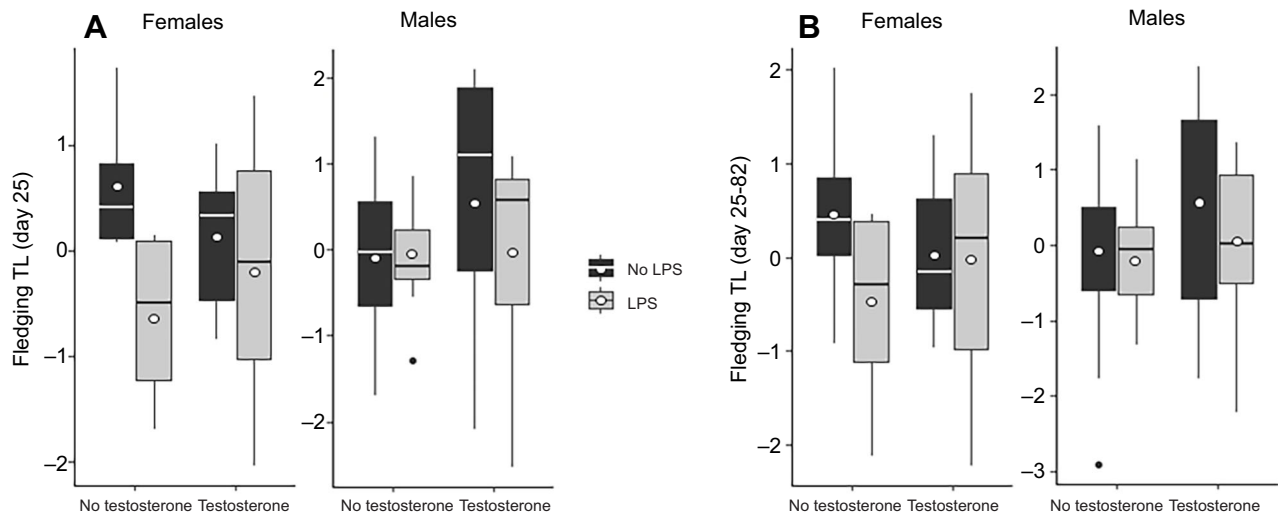 A
Females
Males
Fledging TL (day 25)
1
0
–1
–2
2
1
0
–1
–2
No testosterone Testosterone
No testosterone Testosterone
No LPS
LPS
B
Females
Males
Fledging TL (day 25-82)
2
1
0
–1
–2
2
1
0
–1
–2
–3
No testosterone Testosterone
No testosterone Testosterone